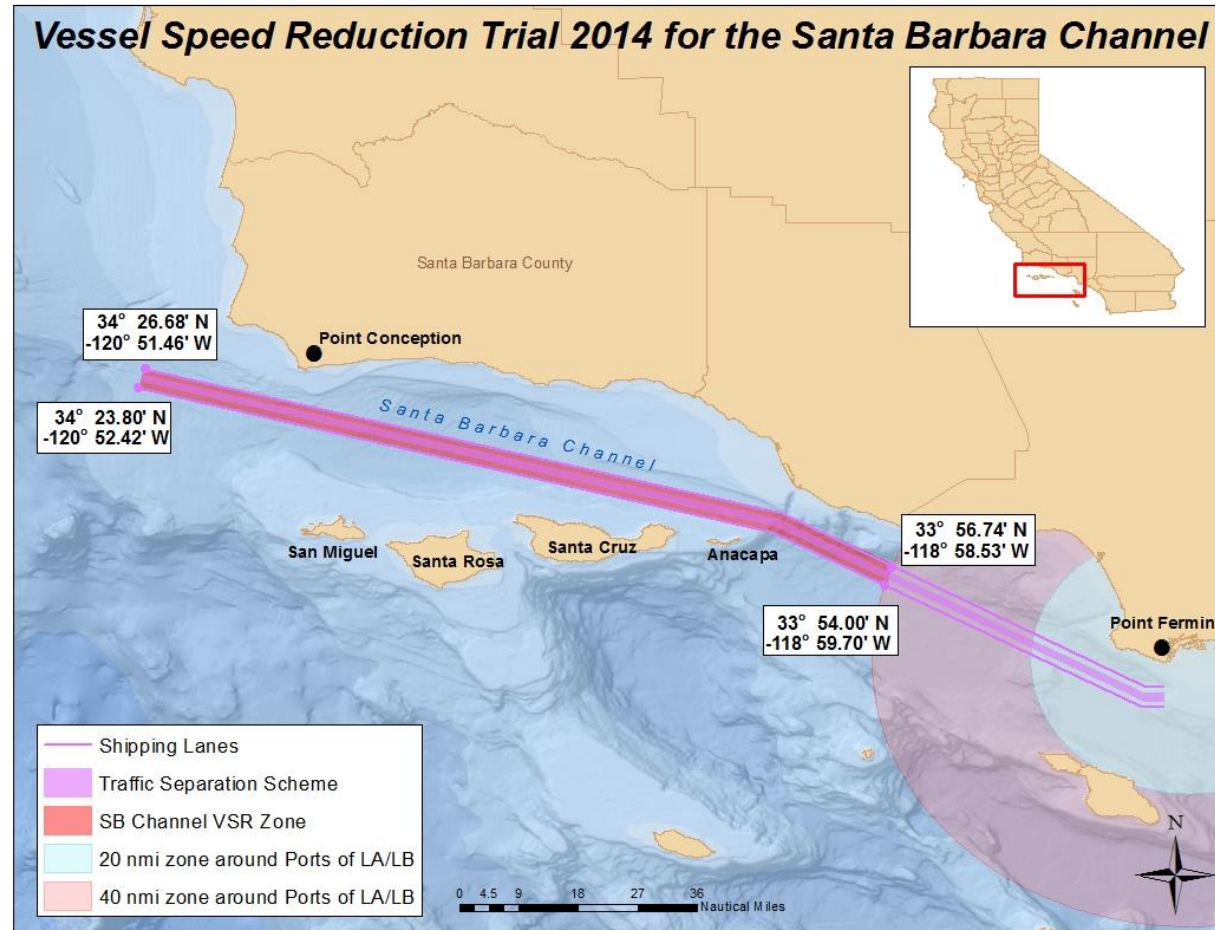 Vessel Speed Reduction Trial 2014 for the Santa Barbara Channel
Santa Barbara County
34° 26.68' N
-120° 51.46' W
Point Conception
34° 23.80' N
-120° 52.42' W
Santa Barbara Channel
33° 56.74' N
-118° 58.53' W
San Miguel
Santa Rosa
Santa Cruz
Anacapa
33° 54.00' N
-118° 59.70' W
Point Fermin
Shipping Lanes
Traffic Separation Scheme
SB Channel VSR Zone
20 nmi zone around Ports of LA/LB
40 nmi zone around Ports of LA/LB
0 4.5 9 18 27 36
Nautical Miles
N